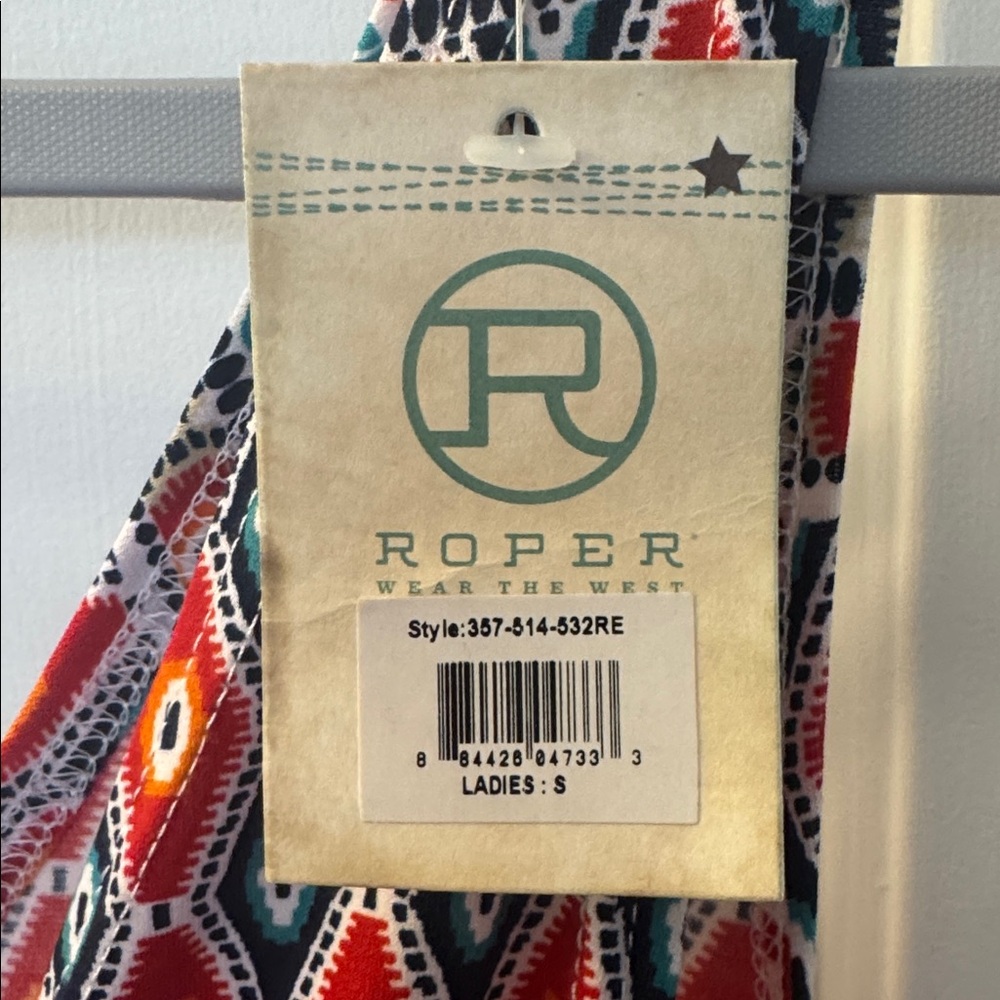 R
ROPER
WEAR THE WEST
Style:357-514-532RE
8 84426 04733 3
LADIES : S